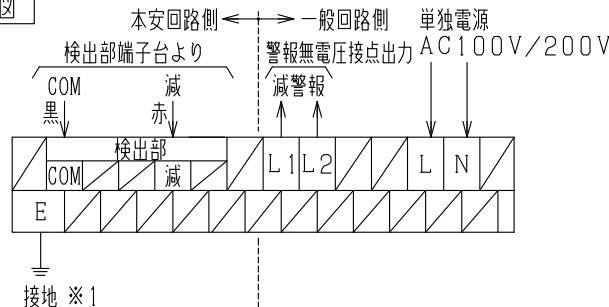 図
本安回路側 一般回路側 単独電源
検出部端子台より 警報無電圧接点出力 AC100V/200V
COM 減 減警報
黒 赤
検出部
COM 減 L1 L2 L N
E
接地 ※1